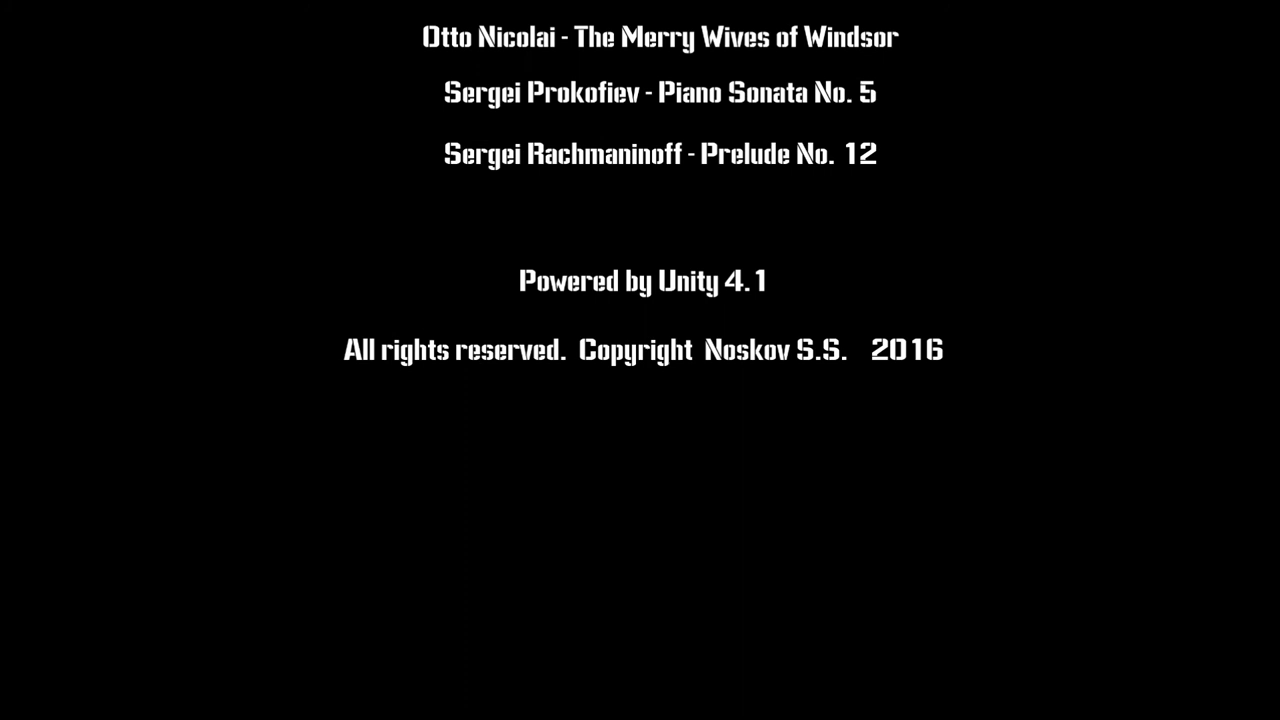 Otto Nicolai - The Merry Wives of Windsor
Sergei Prokofiev - Piano Sonata No. 5
Sergei Rachmaninoff - Prelude No. 12
Powered by Unity 4.1
All rights reserved. Copyright Noskov S.S. 2016